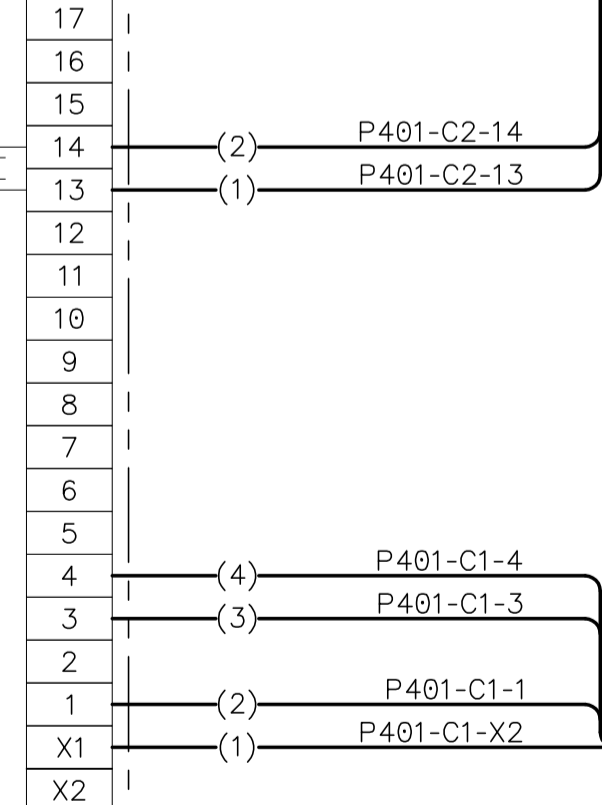 17
16
15
14 (2) P401-C2-14
13 (1) P401-C2-13
12
11
10
9
8
7
6
5
4 (4) P401-C1-4
3 (3) P401-C1-3
2
1 (2) P401-C1-1
X1 (1) P401-C1-X2
X2